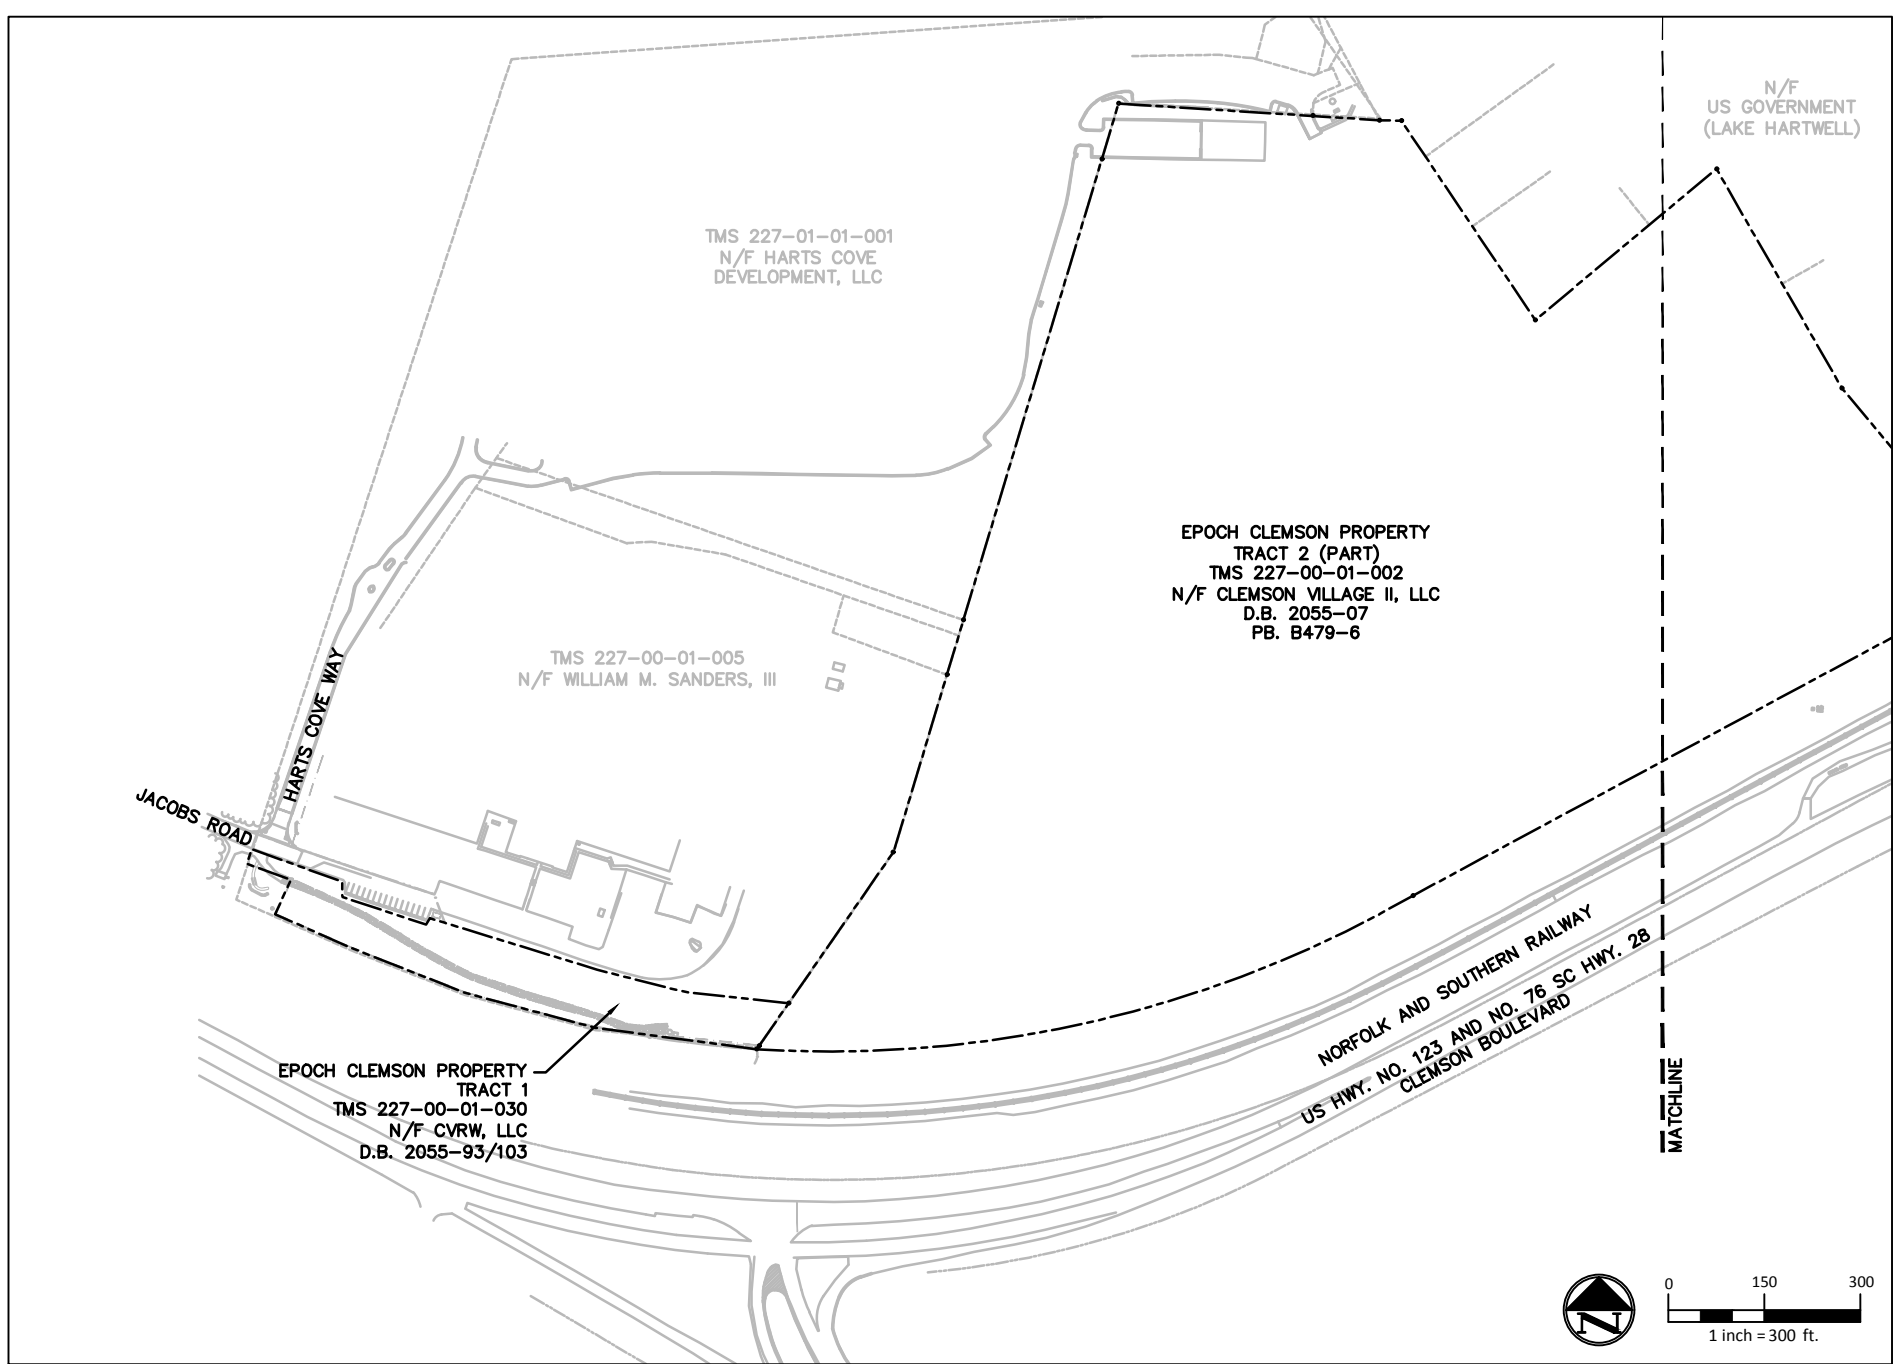 N/F
US GOVERNMENT
(LAKE HARTWELL)
TMS 227-01-01-001
N/F HARTS COVE
DEVELOPMENT, LLC
EPOCH CLEMSON PROPERTY
TRACT 2 (PART)
TMS 227-00-01-002
N/F CLEMSON VILLAGE II, LLC
D.B. 2055-07
PB. B479-6
TMS 227-00-01-005
N/F WILLIAM M. SANDERS, III
HARTS COVE WAY
JACOBS ROAD
NORFOLK AND SOUTHERN RAILWAY
US HWY. NO. 123 AND NO. 76 SC HWY. 28
CLEMSON BOULEVARD
MATCHLINE
EPOCH CLEMSON PROPERTY
TRACT 1
TMS 227-00-01-030
N/F CVRW, LLC
D.B. 2055-93/103
N
0 150 300
1 inch = 300 ft.